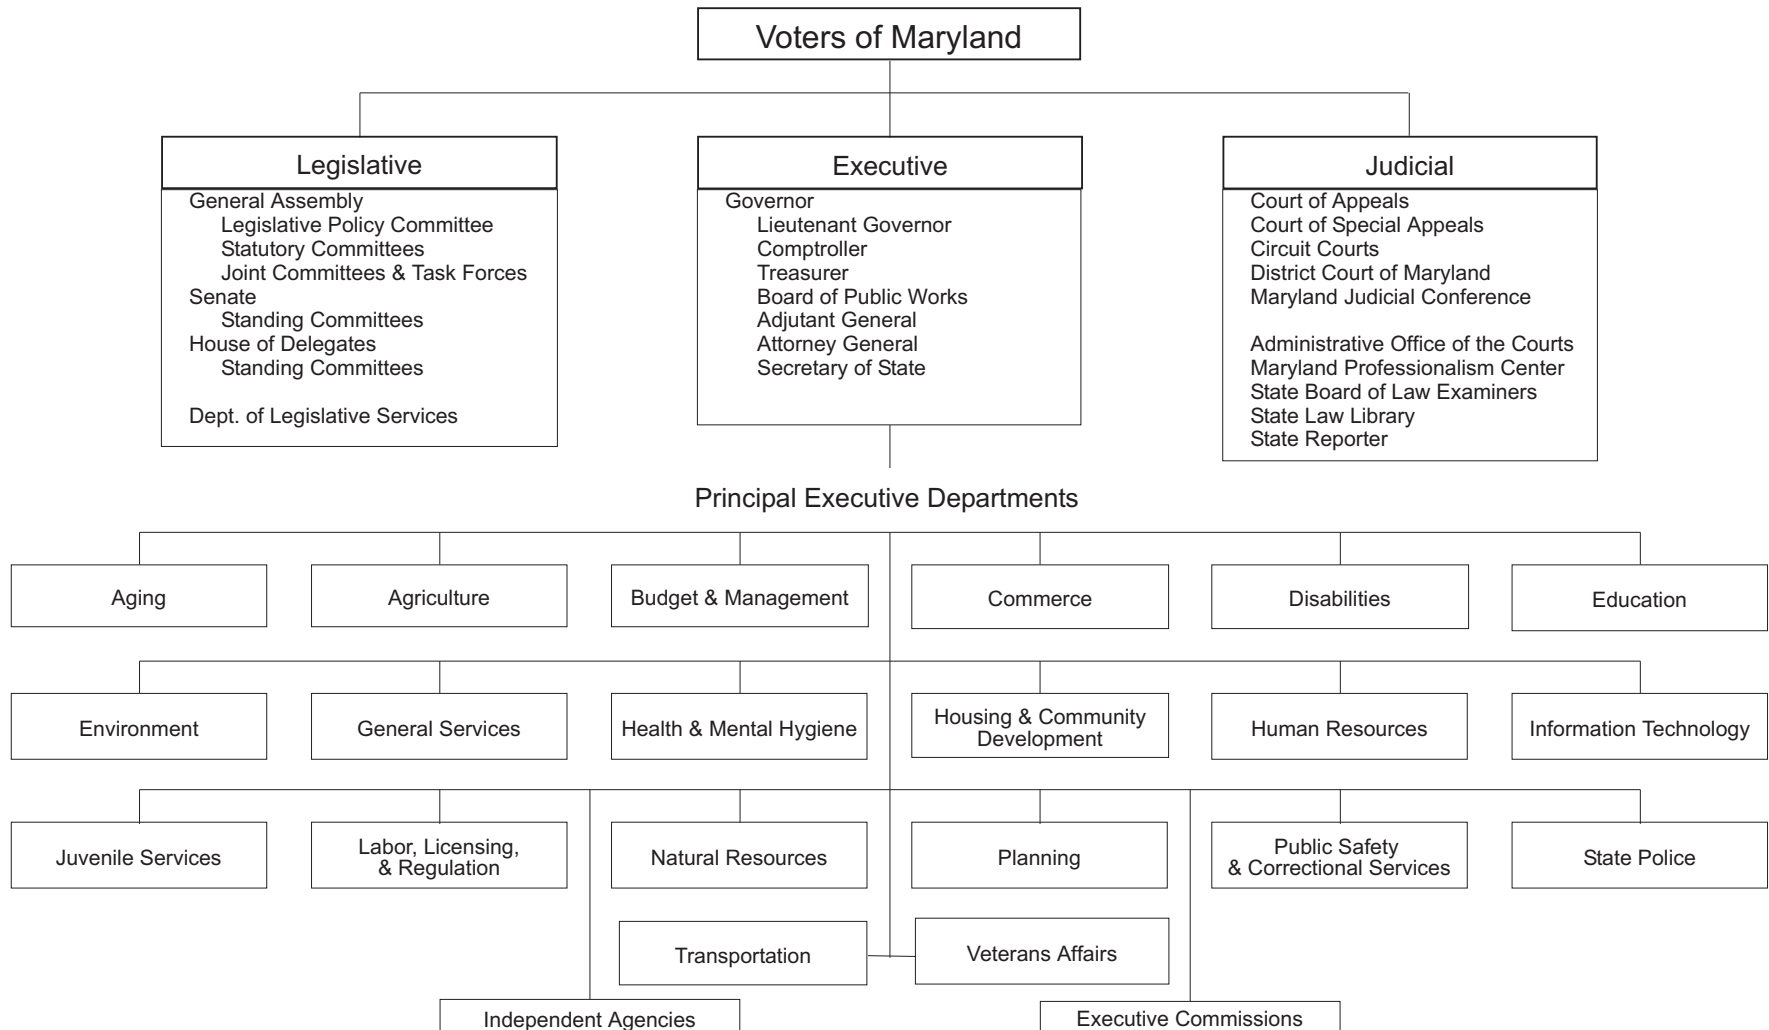 Voters of Maryland
Legislative
General Assembly
Legislative Policy Committee
Statutory Committees
Joint Committees & Task Forces
Senate
Standing Committees
House of Delegates
Standing Committees
Dept. of Legislative Services
Executive
Governor
Lieutenant Governor
Comptroller
Treasurer
Board of Public Works
Adjutant General
Attorney General
Secretary of State
Judicial
Court of Appeals
Court of Special Appeals
Circuit Courts
District Court of Maryland
Maryland Judicial Conference
Administrative Office of the Courts
Maryland Professionalism Center
State Board of Law Examiners
State Law Library
State Reporter
Principal Executive Departments
Aging
Agriculture
Budget & Management
Commerce
Disabilities
Education
Environment
General Services
Health & Mental Hygiene
Housing & Community
Development
Human Resources
Information Technology
Juvenile Services
Labor, Licensing,
& Regulation
Natural Resources
Planning
Public Safety
& Correctional Services
State Police
Transportation
Veterans Affairs
Independent Agencies
Executive Commissions